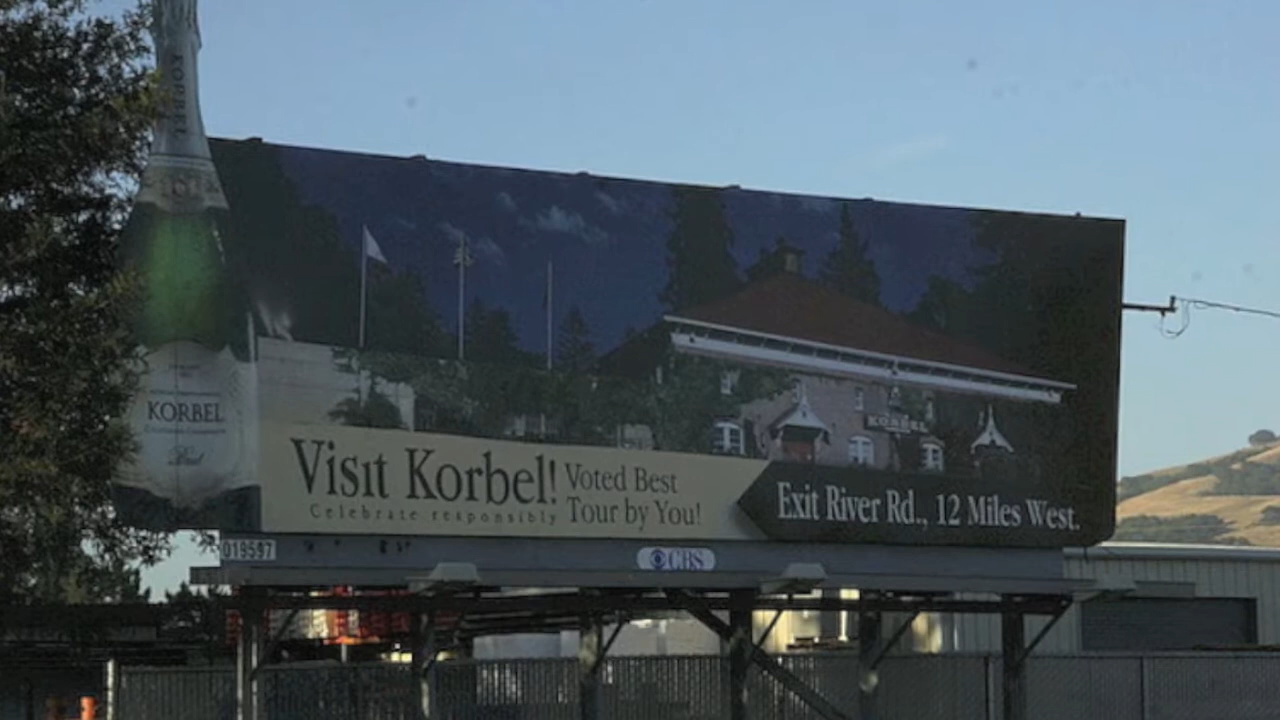 KORBEL
KORBEL
Brut
KORBEL
Visit Korbel!
Celebrate responsibly
Voted Best
Tour by You!
Exit River Rd., 12 Miles West.
019597
CBS